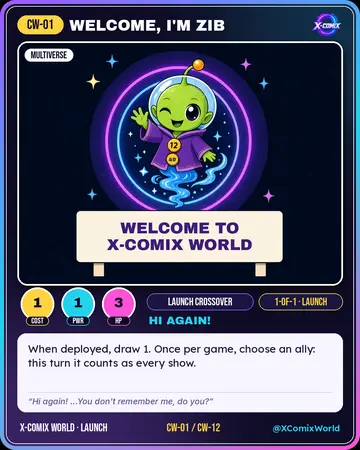 CW-01 WELCOME, I'M ZIB
X-COMIX
MULTIVERSE
12
WELCOME TO
X-COMIX WORLD
1 1 3
COST PWR HP
LAUNCH CROSSOVER
1-OF-1 · LAUNCH
HI AGAIN!
When deployed, draw 1. Once per game, choose an ally:
this turn it counts as every show.
“Hi again! ...You don't remember me, do you?”
X-COMIX WORLD · LAUNCH CW-01 / CW-12 @XComixWorld